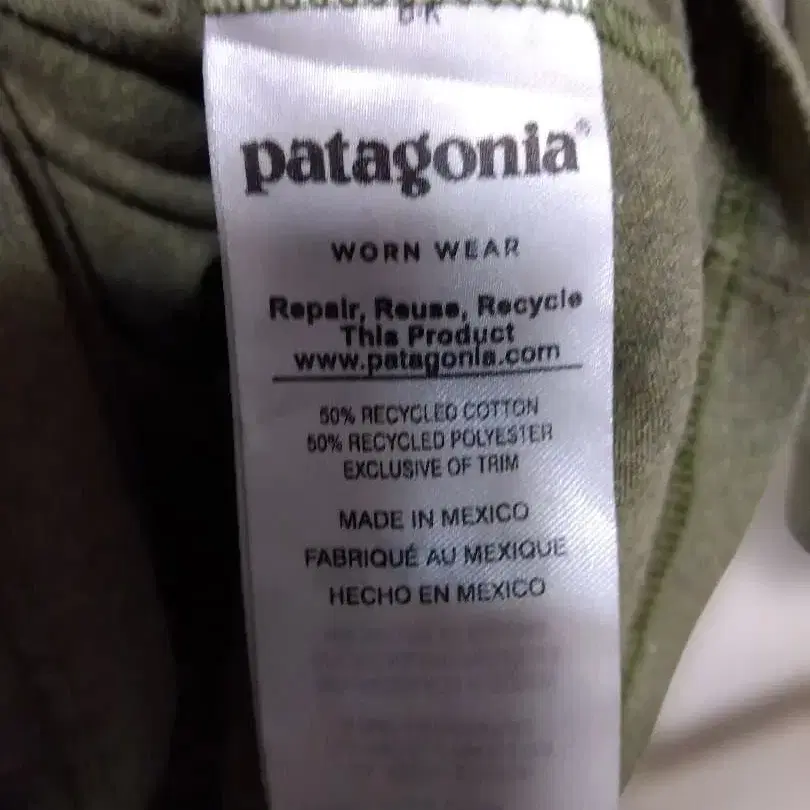 patagonia®
WORN WEAR
Repair, Reuse, Recycle
This Product
www.patagonia.com
50% RECYCLED COTTON
50% RECYCLED POLYESTER
EXCLUSIVE OF TRIM
MADE IN MEXICO
FABRIQUÉ AU MEXIQUE
HECHO EN MEXICO